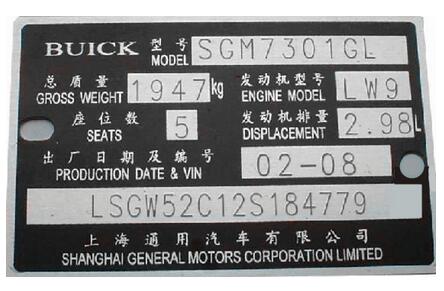 BUICK 型号 MODEL SGM7301GL
总质量 GROSS WEIGHT 1947 kg 发动机型号 ENGINE MODEL LW9
座位数 SEATS 5 发动机排量 DISPLACEMENT 2.98 L
出厂日期及编号 PRODUCTION DATE & VIN 02-08
LSGW52C12S184779
上海通用汽车有限公司
SHANGHAI GENERAL MOTORS CORPORATION LIMITED